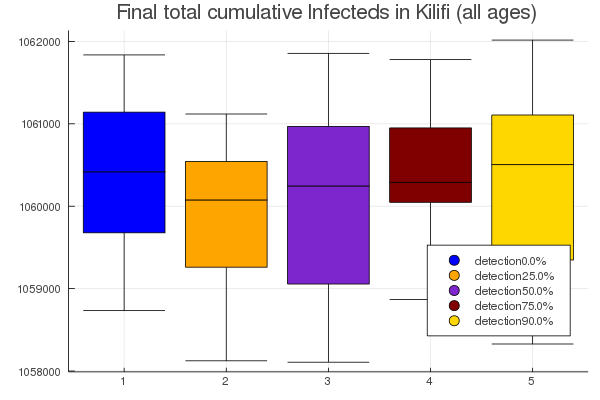 Final total cumulative Infecteds in Kilifi (all ages)
1062000
1061000
1060000
1059000
1058000
1
2
3
4
5
detection0.0%
detection25.0%
detection50.0%
detection75.0%
detection90.0%